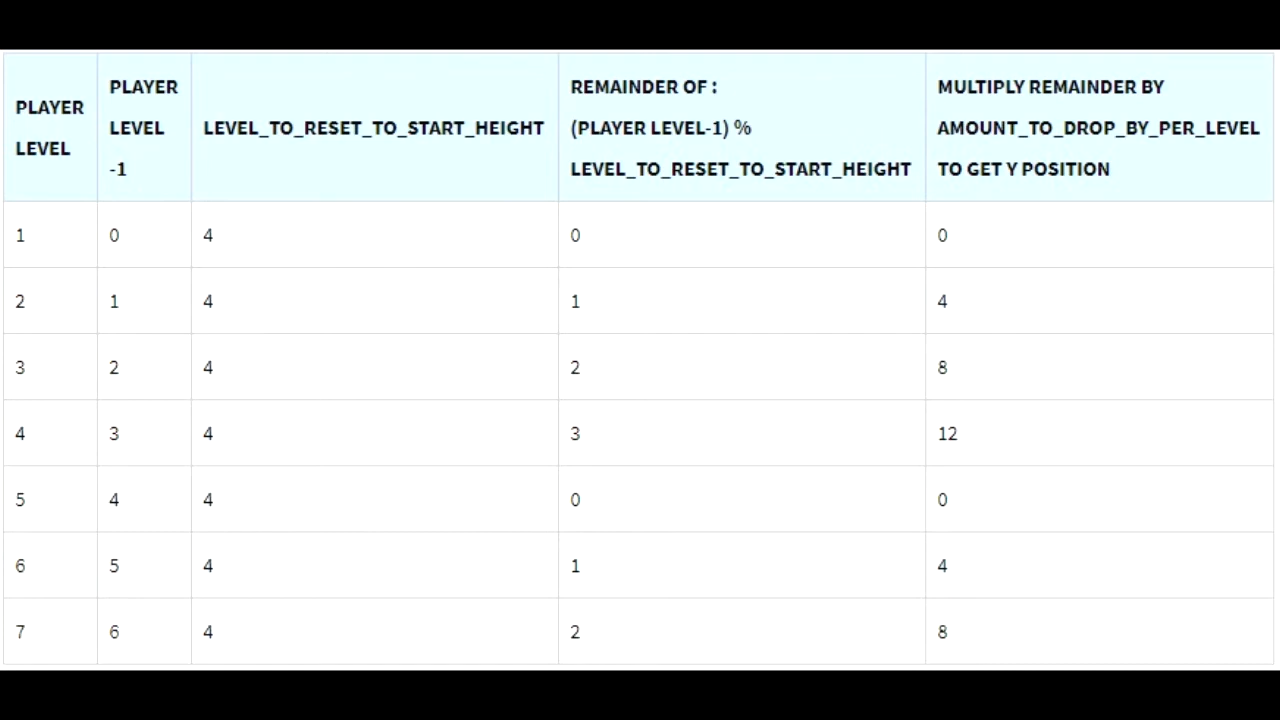 PLAYER
LEVEL
PLAYER
LEVEL
-1
LEVEL_TO_RESET_TO_START_HEIGHT
REMAINDER OF :
(PLAYER LEVEL-1) %
LEVEL_TO_RESET_TO_START_HEIGHT
MULTIPLY REMAINDER BY
AMOUNT_TO_DROP_BY_PER_LEVEL
TO GET Y POSITION
1 0 4 0 0
2 1 4 1 4
3 2 4 2 8
4 3 4 3 12
5 4 4 0 0
6 5 4 1 4
7 6 4 2 8